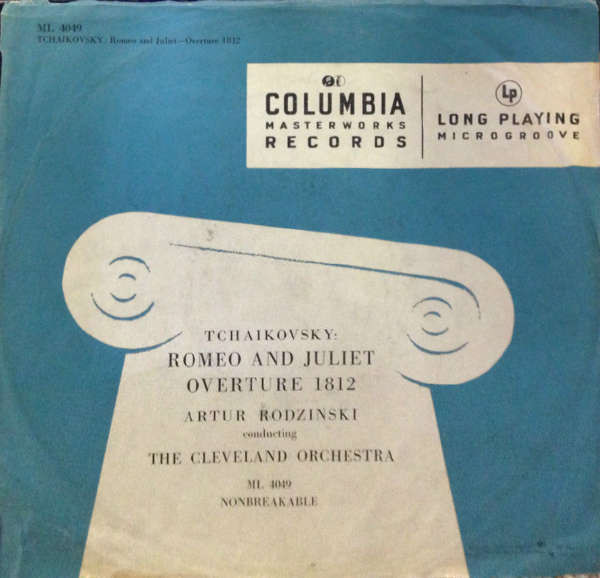 ML 4049
TCHAIKOVSKY: Romeo and Juliet—Overture 1812
COLUMBIA
MASTERWORKS
RECORDS
Lp
LONG PLAYING
MICROGROOVE
TCHAIKOVSKY:
ROMEO AND JULIET
OVERTURE 1812
ARTUR RODZINSKI
conducting
THE CLEVELAND ORCHESTRA
ML 4049
NONBREAKABLE